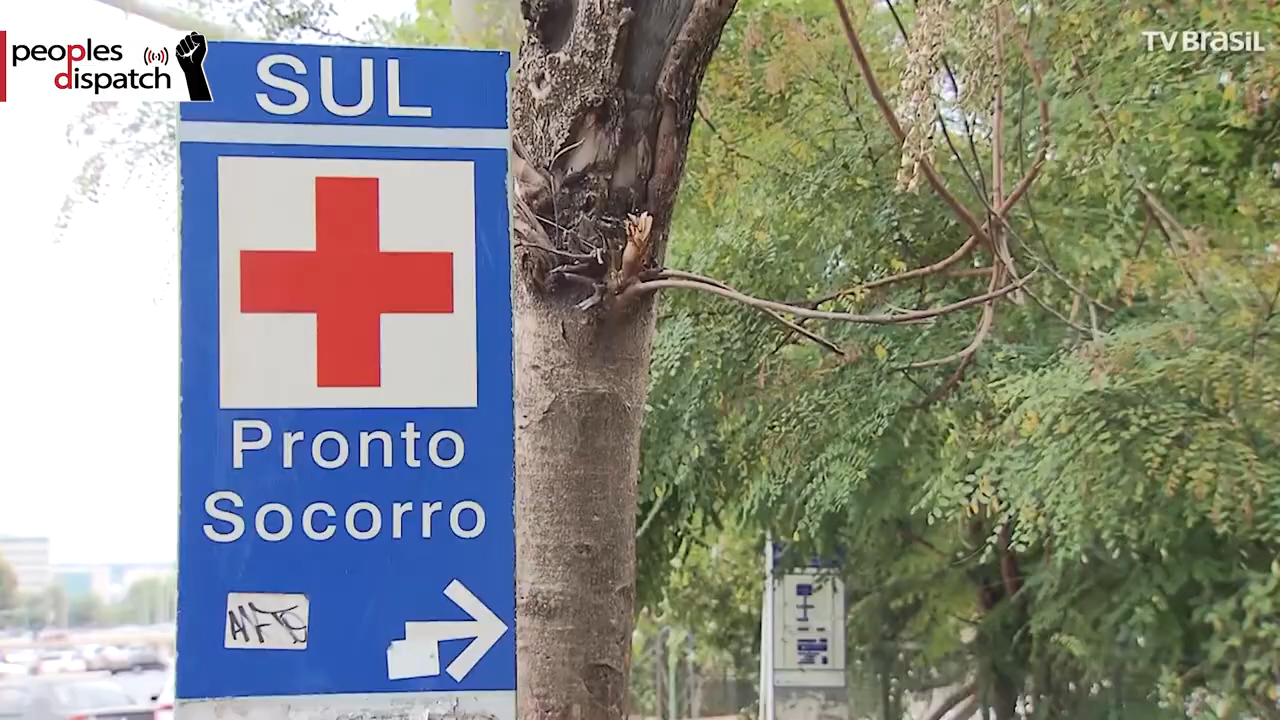 peoples
dispatch
TV BRASIL
SUL
Pronto
Socorro